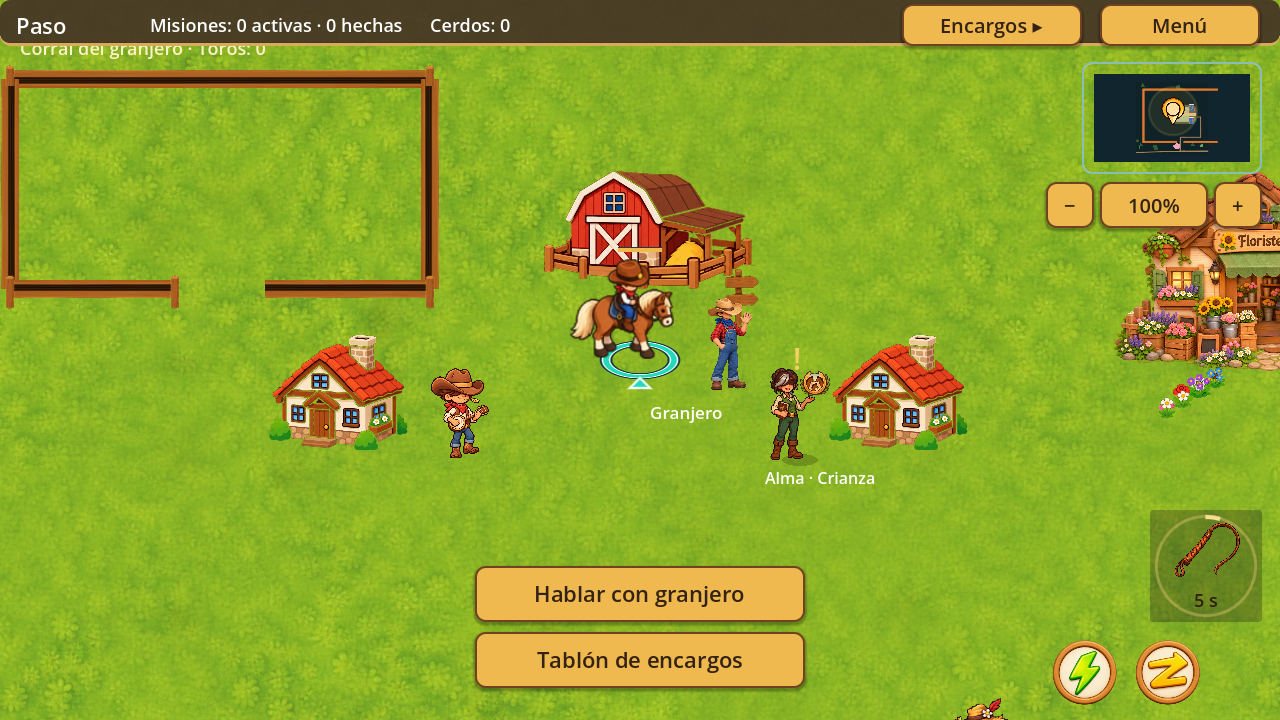 Paso
Misiones: 0 activas · 0 hechas
Cerdos: 0
Encargos ▸
Menú
Corral del granjero · Toros: 0
−
100%
+
Granjero
Alma · Crianza
5 s
Hablar con granjero
Tablón de encargos